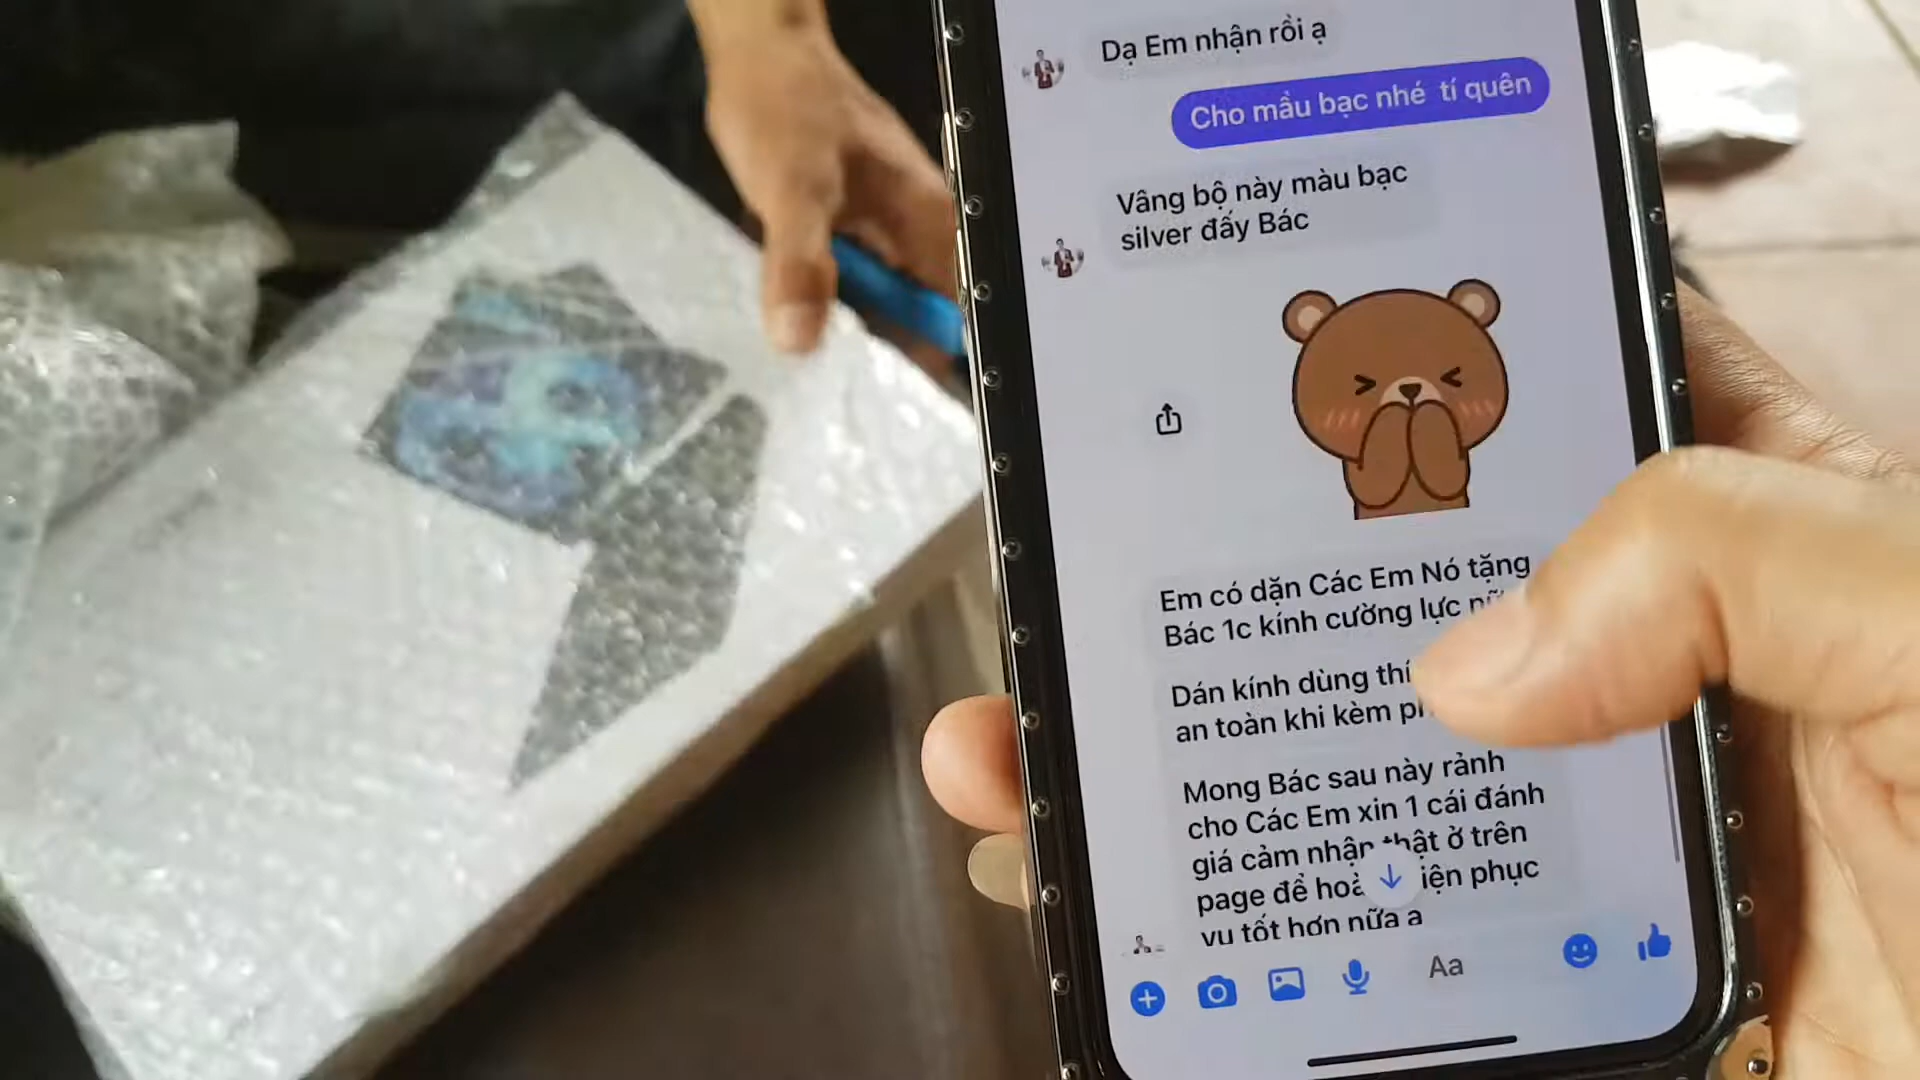 Dạ Em nhận rồi ạ
Cho mầu bạc nhé tí quên
Vâng bộ này màu bạc
silver đấy Bác
Em có dặn Các Em Nó tặng
Bác 1c kính cường lực
Dán kính dùng
an toàn khi kèm
Mong Bác sau này rảnh
cho Các Em xin 1 cái đánh
giá cảm nhận thật ở trên
page để phục
vụ tốt hơn nữa ạ
Aa